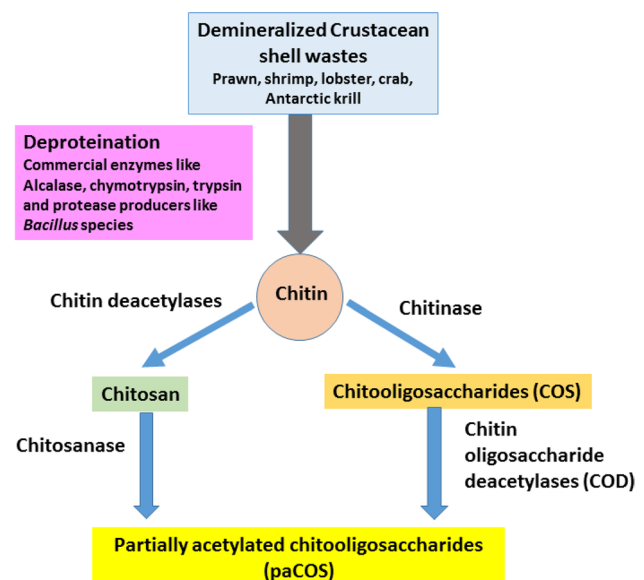 Demineralized Crustacean
shell wastes
Prawn, shrimp, lobster, crab,
Antarctic krill
Deproteination
Commercial enzymes like
Alcalase, chymotrypsin, trypsin
and protease producers like
Bacillus species
Chitin
Chitin deacetylases
Chitinase
Chitosan
Chitooligosaccharides (COS)
Chitosanase
Chitin
oligosaccharide
deacetylases (COD)
Partially acetylated chitooligosaccharides
(paCOS)